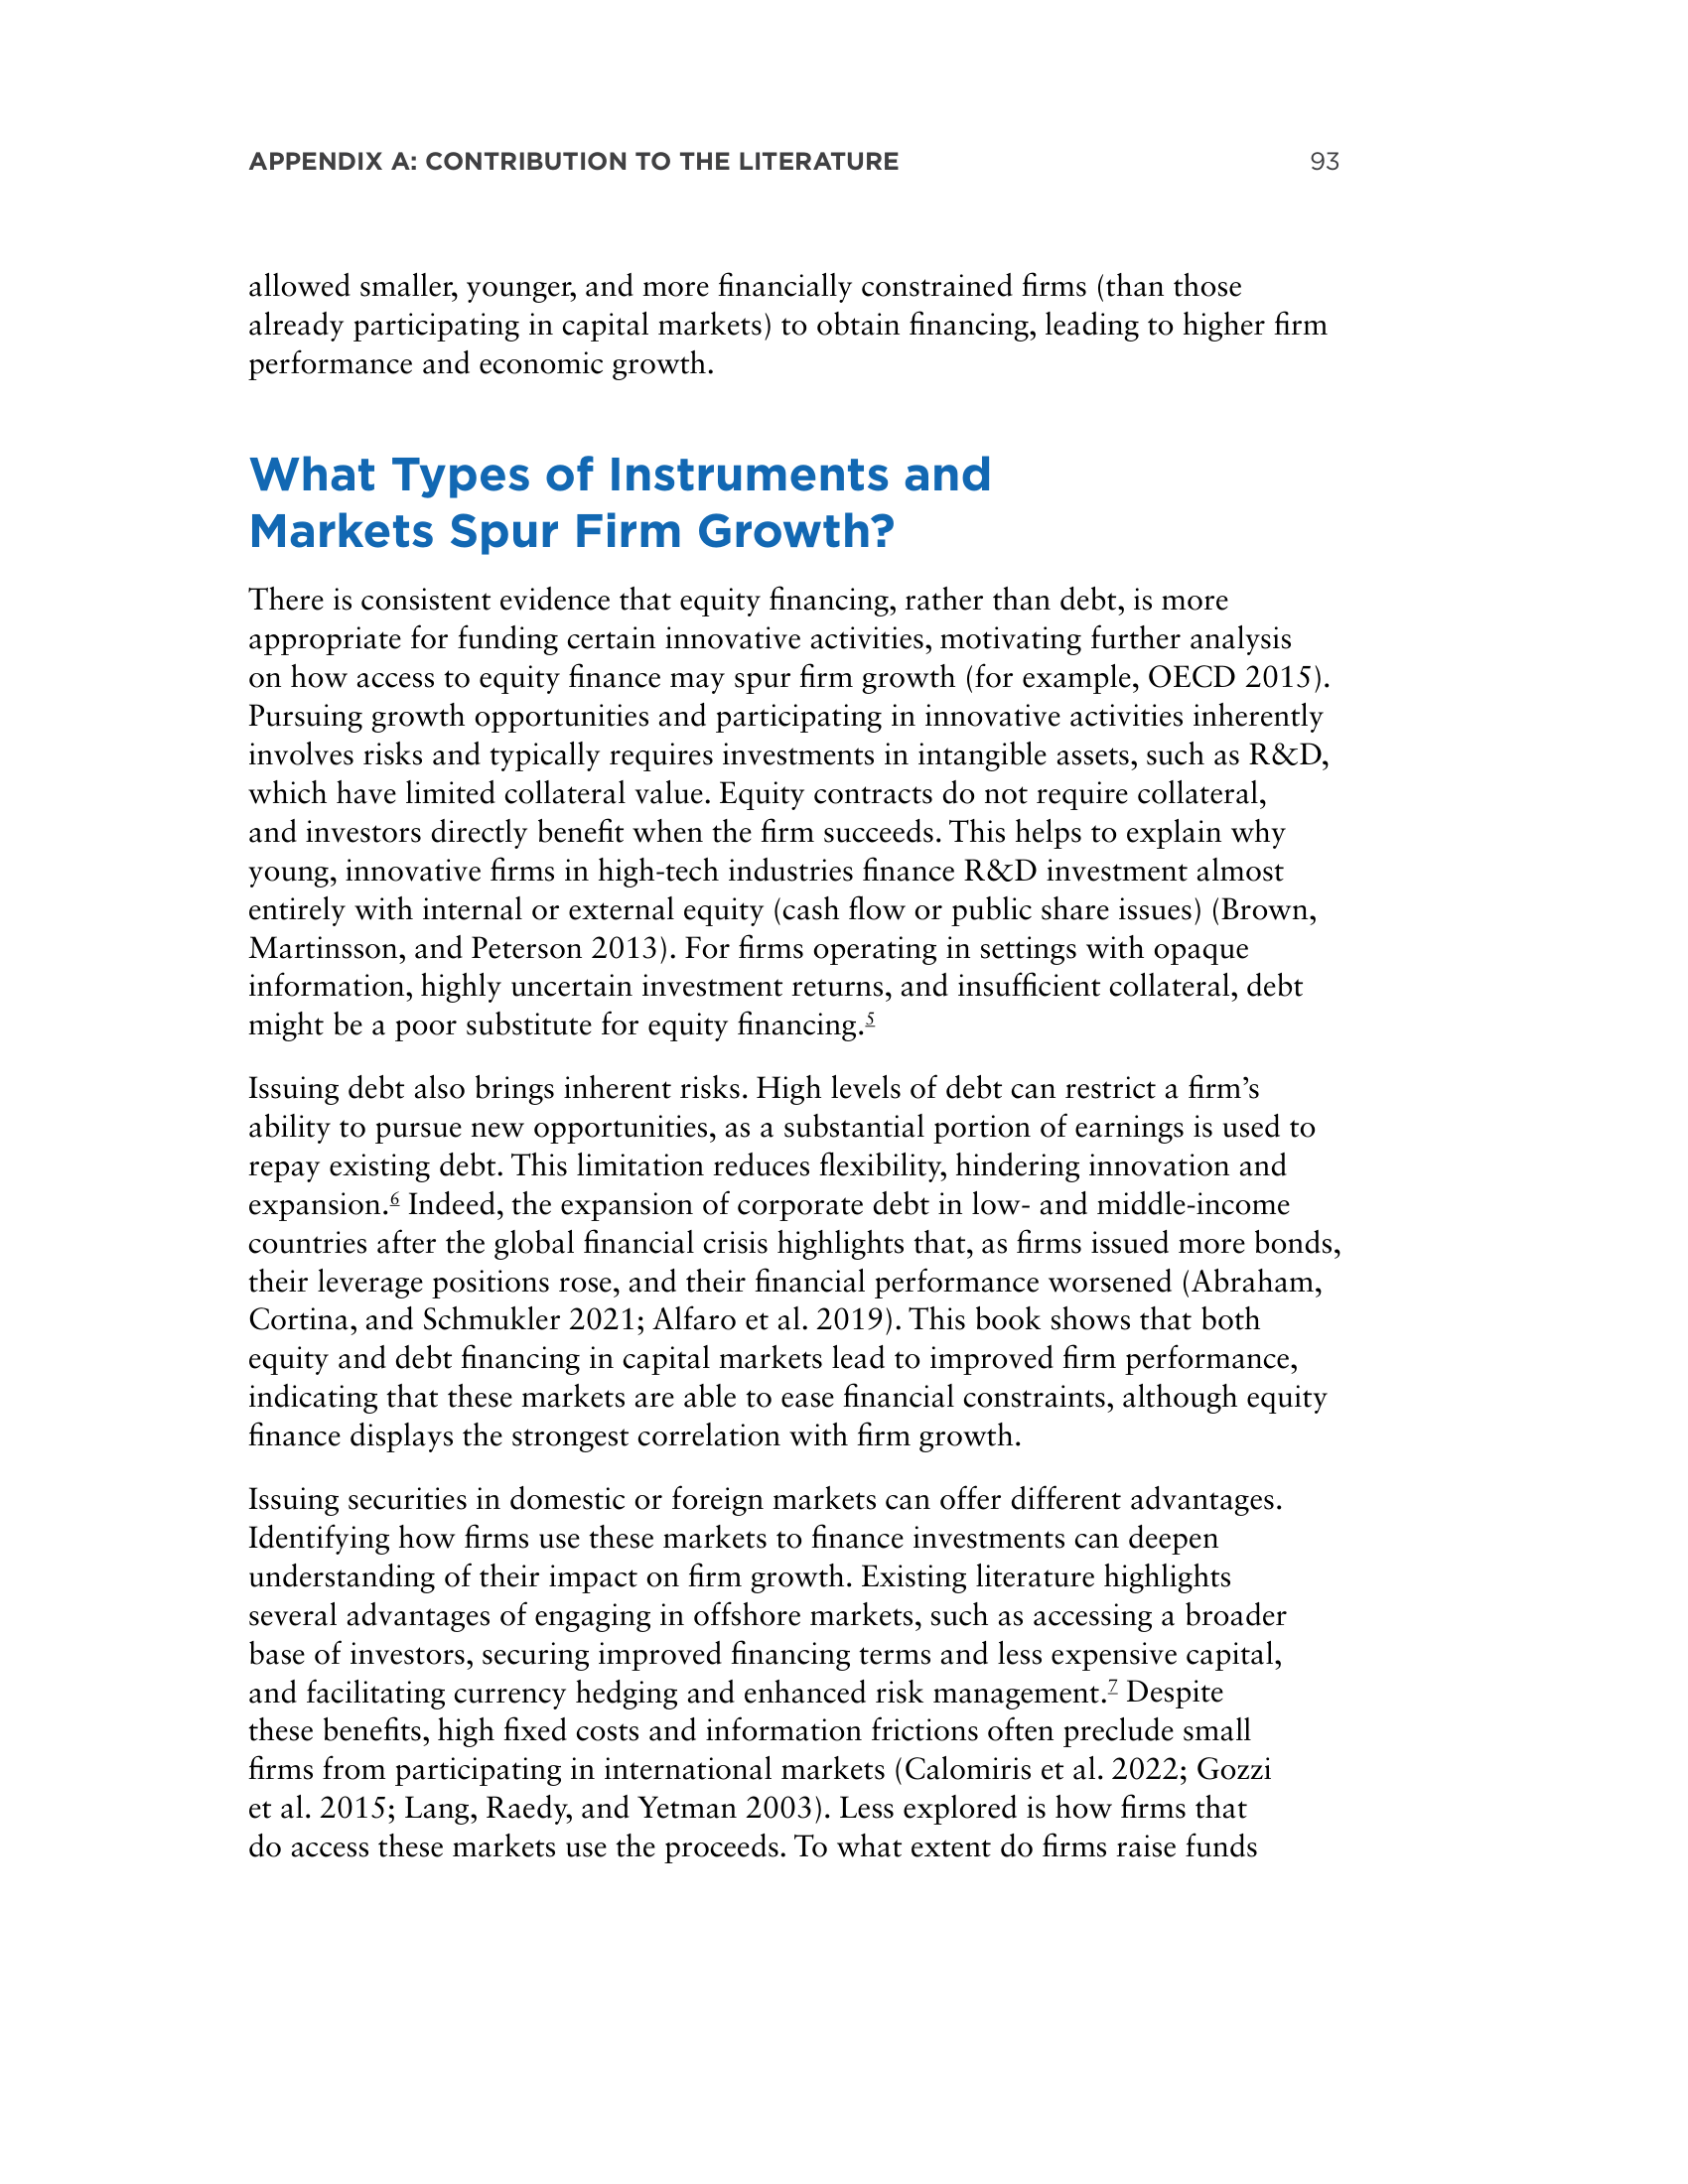 APPENDIX A: CONTRIBUTION TO THE LITERATURE 93
allowed smaller, younger, and more financially constrained firms (than those
already participating in capital markets) to obtain financing, leading to higher firm
performance and economic growth.
What Types of Instruments and
Markets Spur Firm Growth?
There is consistent evidence that equity financing, rather than debt, is more
appropriate for funding certain innovative activities, motivating further analysis
on how access to equity finance may spur firm growth (for example, OECD 2015).
Pursuing growth opportunities and participating in innovative activities inherently
involves risks and typically requires investments in intangible assets, such as R&D,
which have limited collateral value. Equity contracts do not require collateral,
and investors directly benefit when the firm succeeds. This helps to explain why
young, innovative firms in high-tech industries finance R&D investment almost
entirely with internal or external equity (cash flow or public share issues) (Brown,
Martinsson, and Peterson 2013). For firms operating in settings with opaque
information, highly uncertain investment returns, and insufficient collateral, debt
might be a poor substitute for equity financing.5
Issuing debt also brings inherent risks. High levels of debt can restrict a firm's
ability to pursue new opportunities, as a substantial portion of earnings is used to
repay existing debt. This limitation reduces flexibility, hindering innovation and
expansion.6 Indeed, the expansion of corporate debt in low- and middle-income
countries after the global financial crisis highlights that, as firms issued more bonds,
their leverage positions rose, and their financial performance worsened (Abraham,
Cortina, and Schmukler 2021; Alfaro et al. 2019). This book shows that both
equity and debt financing in capital markets lead to improved firm performance,
indicating that these markets are able to ease financial constraints, although equity
finance displays the strongest correlation with firm growth.
Issuing securities in domestic or foreign markets can offer different advantages.
Identifying how firms use these markets to finance investments can deepen
understanding of their impact on firm growth. Existing literature highlights
several advantages of engaging in offshore markets, such as accessing a broader
base of investors, securing improved financing terms and less expensive capital,
and facilitating currency hedging and enhanced risk management.7 Despite
these benefits, high fixed costs and information frictions often preclude small
firms from participating in international markets (Calomiris et al. 2022; Gozzi
et al. 2015; Lang, Raedy, and Yetman 2003). Less explored is how firms that
do access these markets use the proceeds. To what extent do firms raise funds